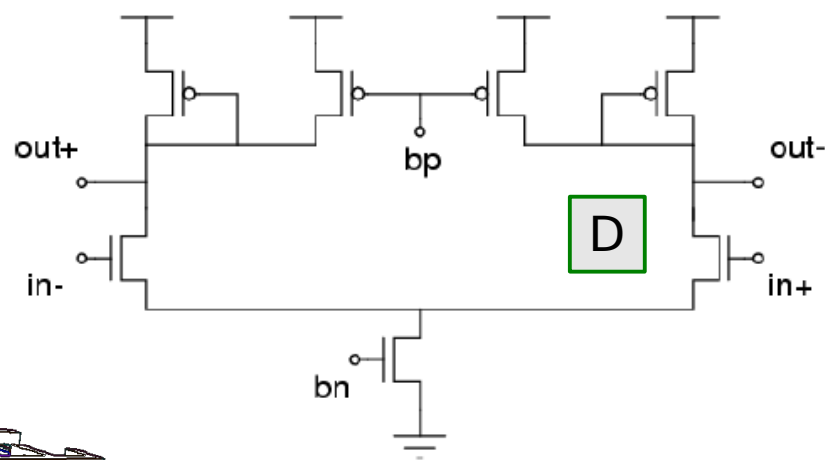 out+
out-
bp
D
in-
in+
bn